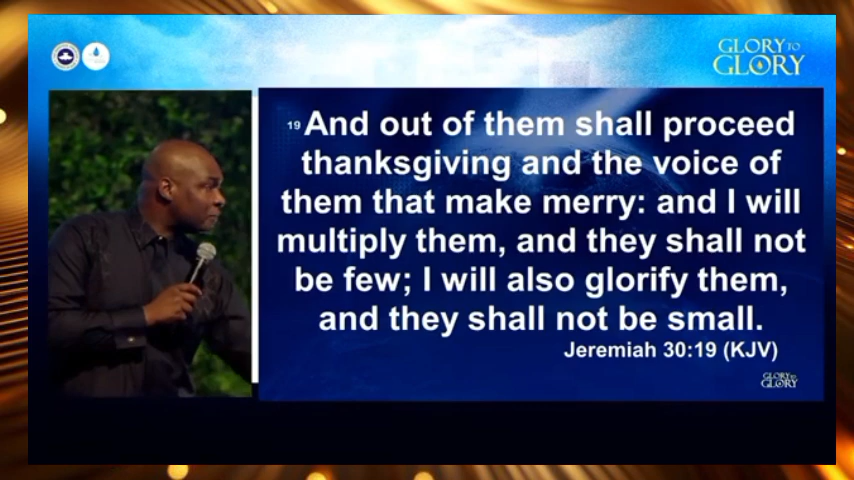 GLORY TO
GLORY
19 And out of them shall proceed
thanksgiving and the voice of
them that make merry: and I will
multiply them, and they shall not
be few; I will also glorify them,
and they shall not be small.
Jeremiah 30:19 (KJV)
GLORY TO
GLORY